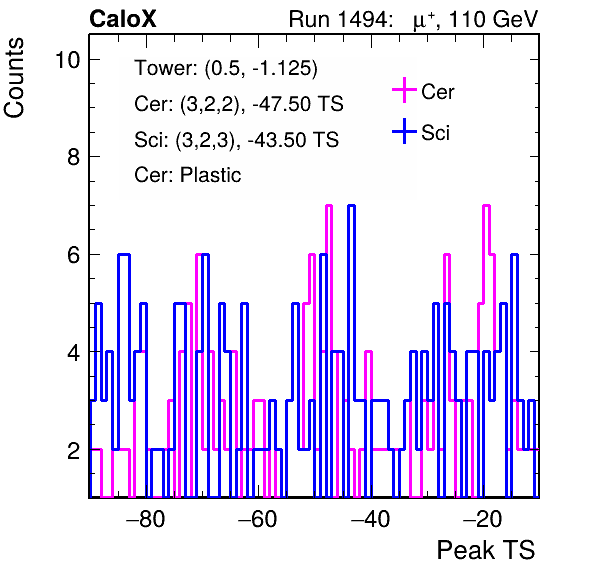 CaloX Run 1494: μ⁺, 110 GeV
Counts
Tower: (0.5, -1.125)
Cer: (3,2,2), -47.50 TS
Sci: (3,2,3), -43.50 TS
Cer: Plastic
Cer
Sci
10
8
6
4
2
−80 −60 −40 −20
Peak TS